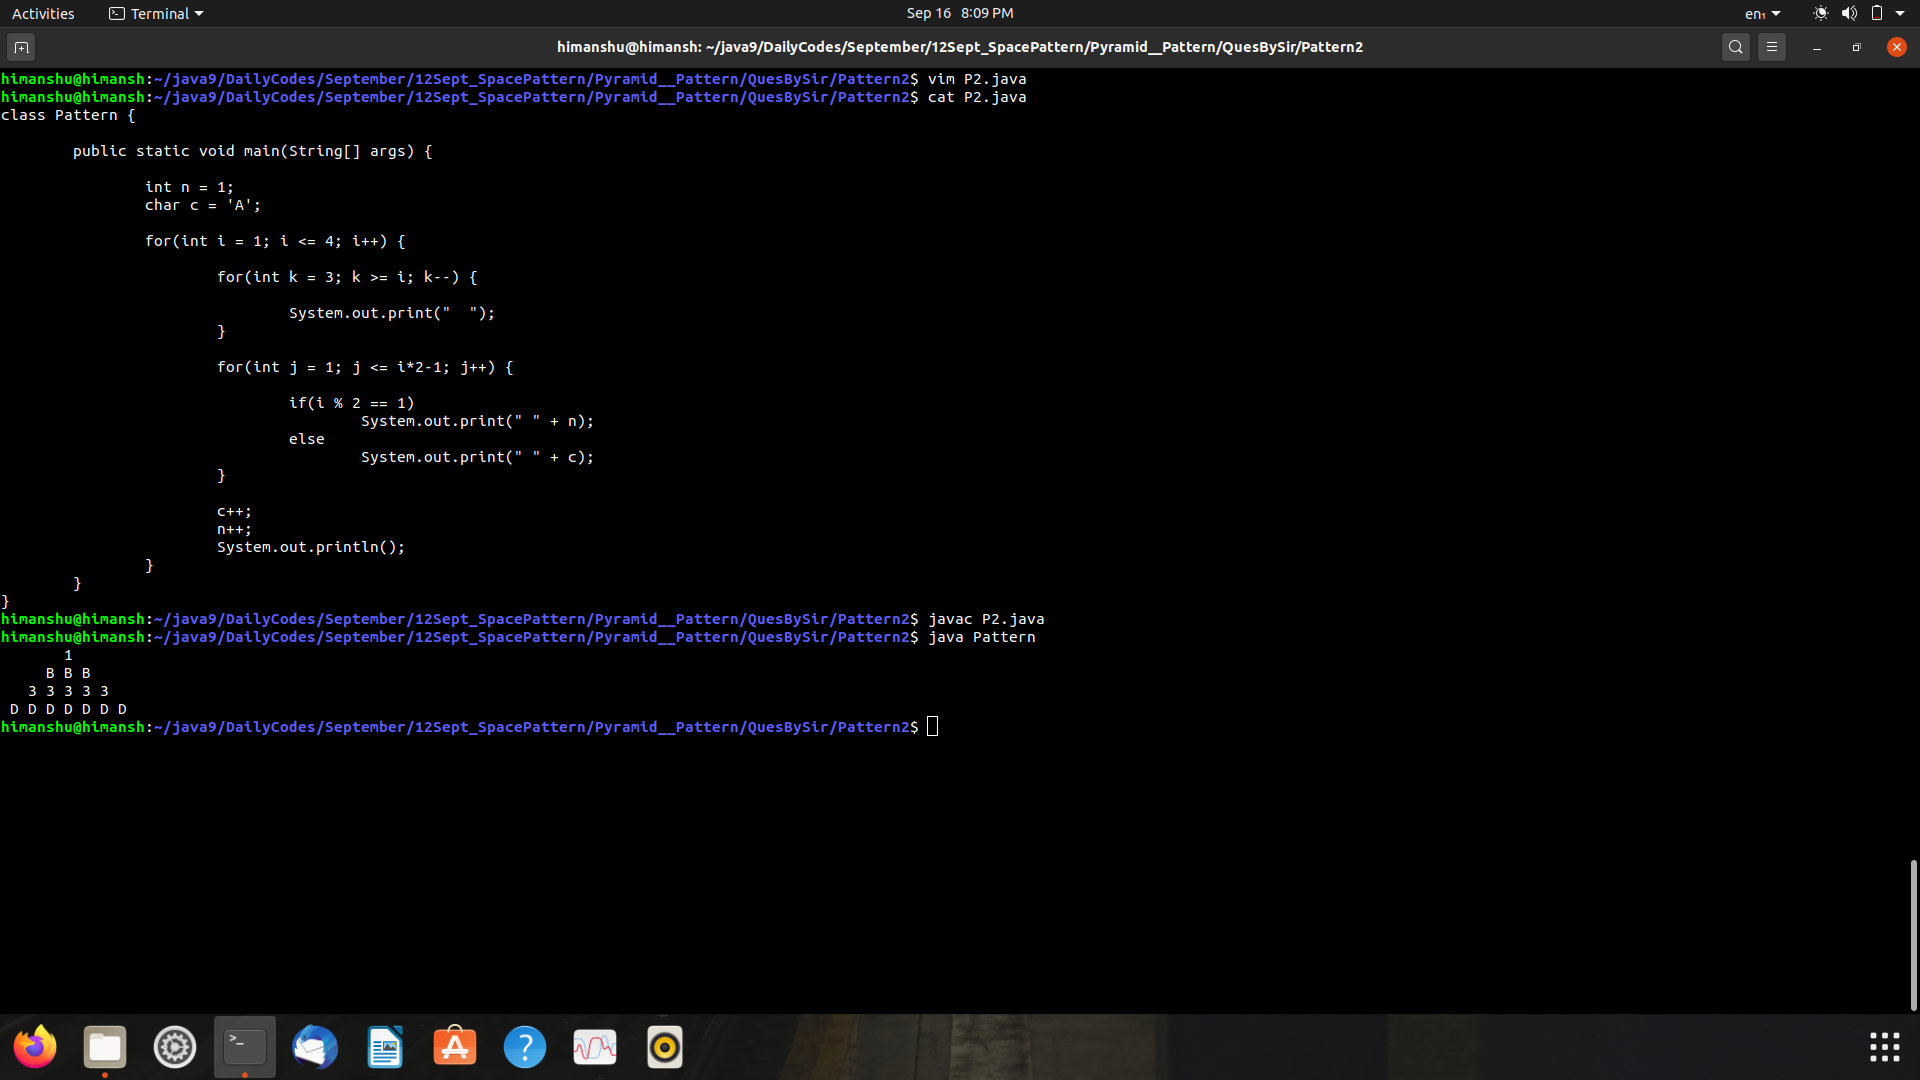 Activities Terminal Sep 16 8:09 PM en₁
himanshu@himansh: ~/java9/DailyCodes/September/12Sept_SpacePattern/Pyramid__Pattern/QuesBySir/Pattern2
himanshu@himansh:~/java9/DailyCodes/September/12Sept_SpacePattern/Pyramid__Pattern/QuesBySir/Pattern2$ vim P2.java
himanshu@himansh:~/java9/DailyCodes/September/12Sept_SpacePattern/Pyramid__Pattern/QuesBySir/Pattern2$ cat P2.java
class Pattern {

        public static void main(String[] args) {

                int n = 1;
                char c = 'A';

                for(int i = 1; i <= 4; i++) {

                        for(int k = 3; k >= i; k--) {

                                System.out.print("  ");
                        }

                        for(int j = 1; j <= i*2-1; j++) {

                                if(i % 2 == 1)
                                        System.out.print(" " + n);
                                else
                                        System.out.print(" " + c);
                        }

                        c++;
                        n++;
                        System.out.println();
                }
        }
}
himanshu@himansh:~/java9/DailyCodes/September/12Sept_SpacePattern/Pyramid__Pattern/QuesBySir/Pattern2$ javac P2.java
himanshu@himansh:~/java9/DailyCodes/September/12Sept_SpacePattern/Pyramid__Pattern/QuesBySir/Pattern2$ java Pattern
       1
     B B B
   3 3 3 3 3
 D D D D D D D
himanshu@himansh:~/java9/DailyCodes/September/12Sept_SpacePattern/Pyramid__Pattern/QuesBySir/Pattern2$